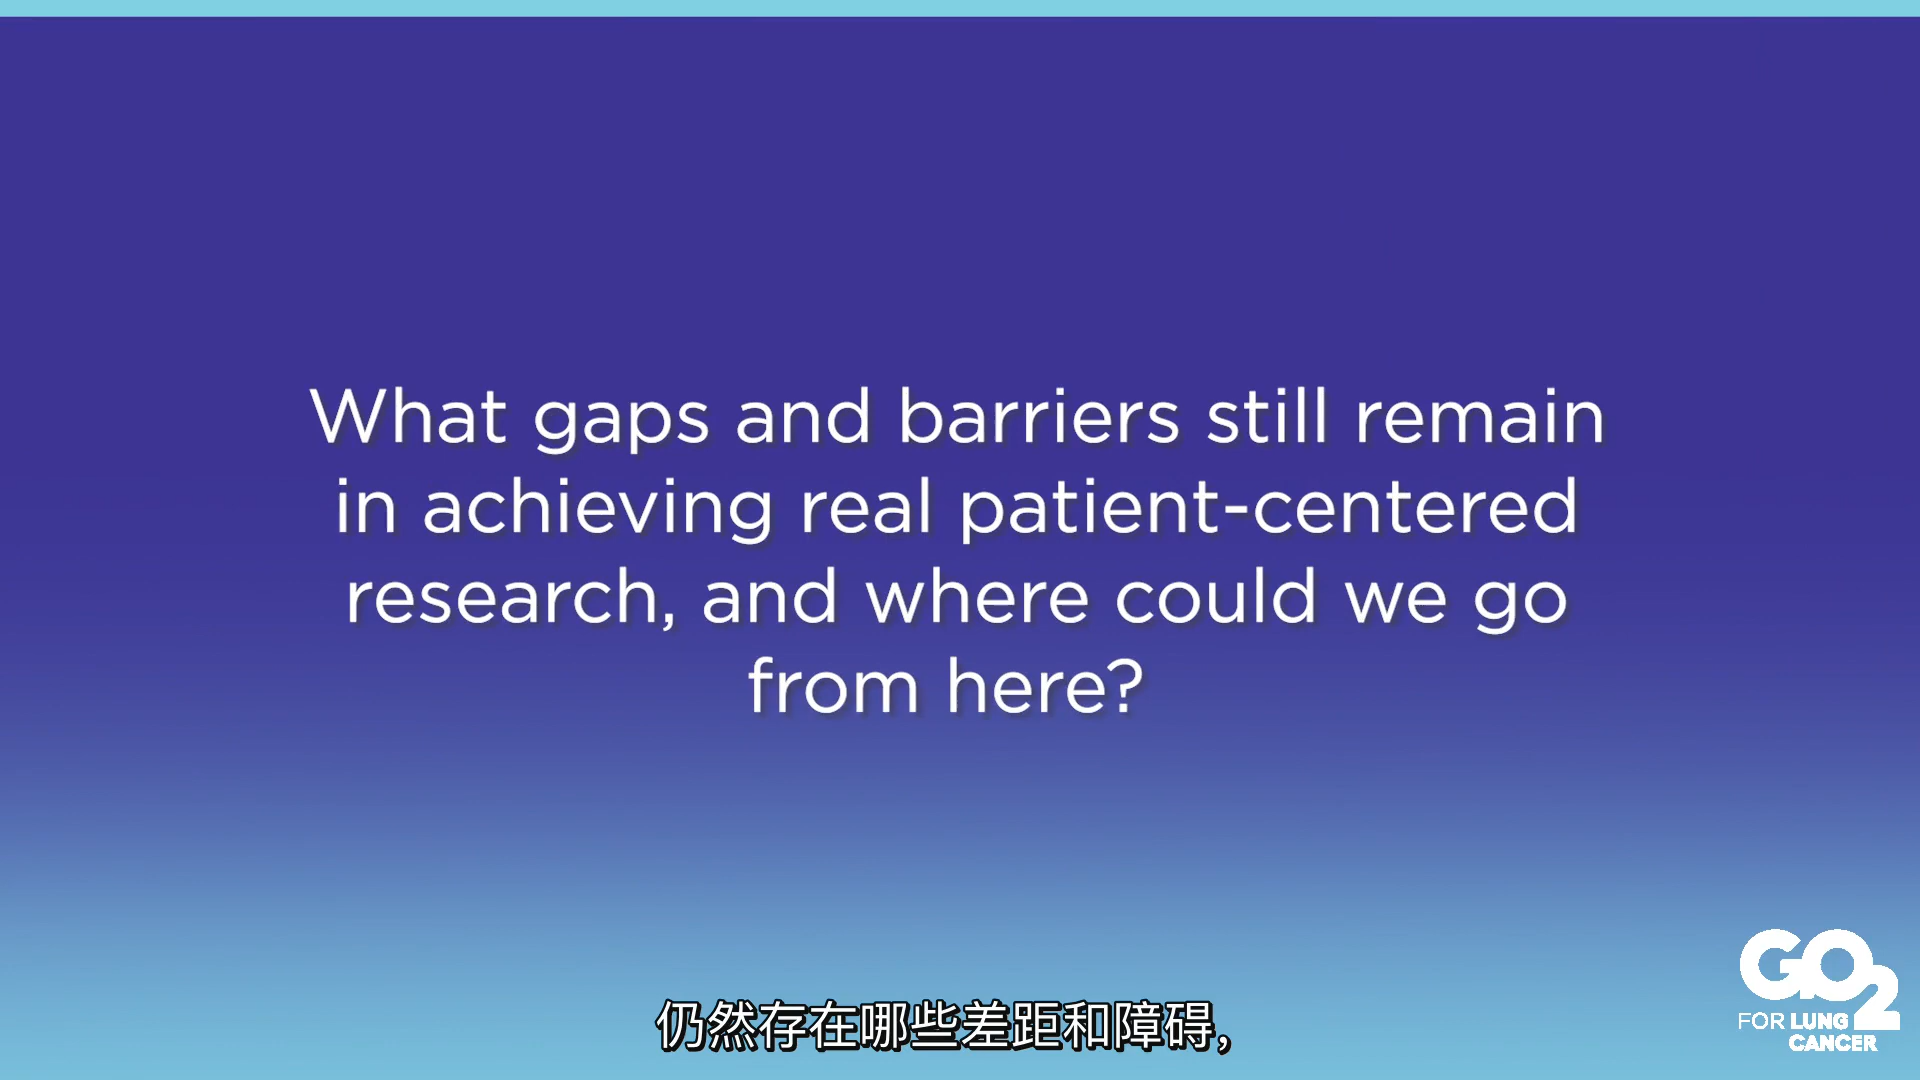 What gaps and barriers still remain
in achieving real patient-centered
research, and where could we go
from here?
仍然存在哪些差距和障碍,
GO2
FOR LUNG
CANCER